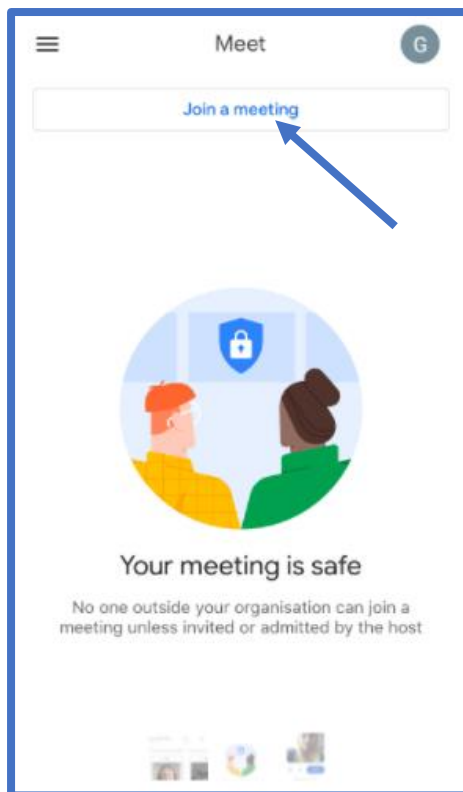 Meet
G
Join a meeting
Your meeting is safe
No one outside your organisation can join a
meeting unless invited or admitted by the host